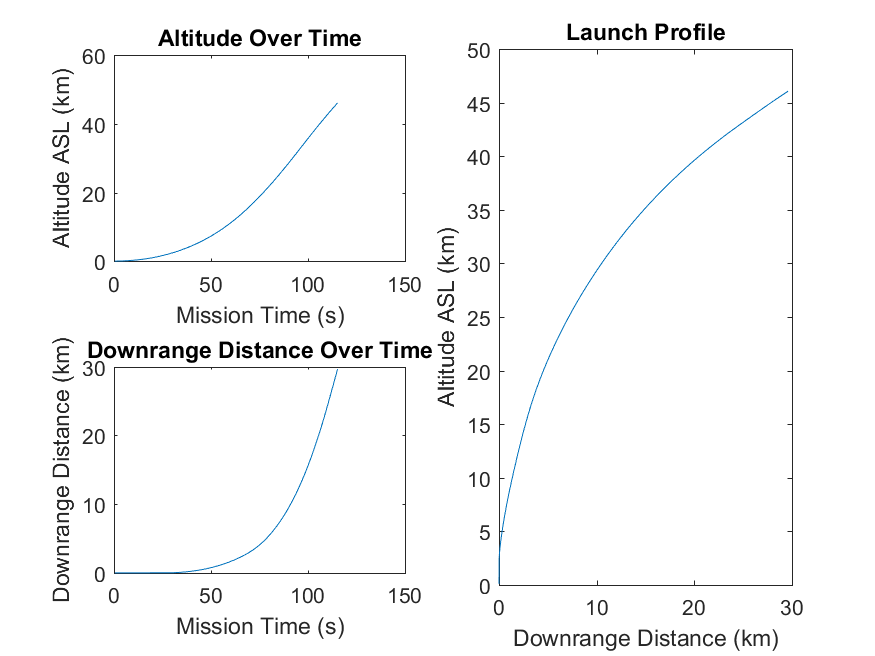 Altitude Over Time
Altitude ASL (km)
60
40
20
0
0 50 100 150
Mission Time (s)
Downrange Distance Over Time
Downrange Distance (km)
30
20
10
0
0 50 100 150
Mission Time (s)
Launch Profile
Altitude ASL (km)
50
45
40
35
30
25
20
15
10
5
0
0 10 20 30
Downrange Distance (km)